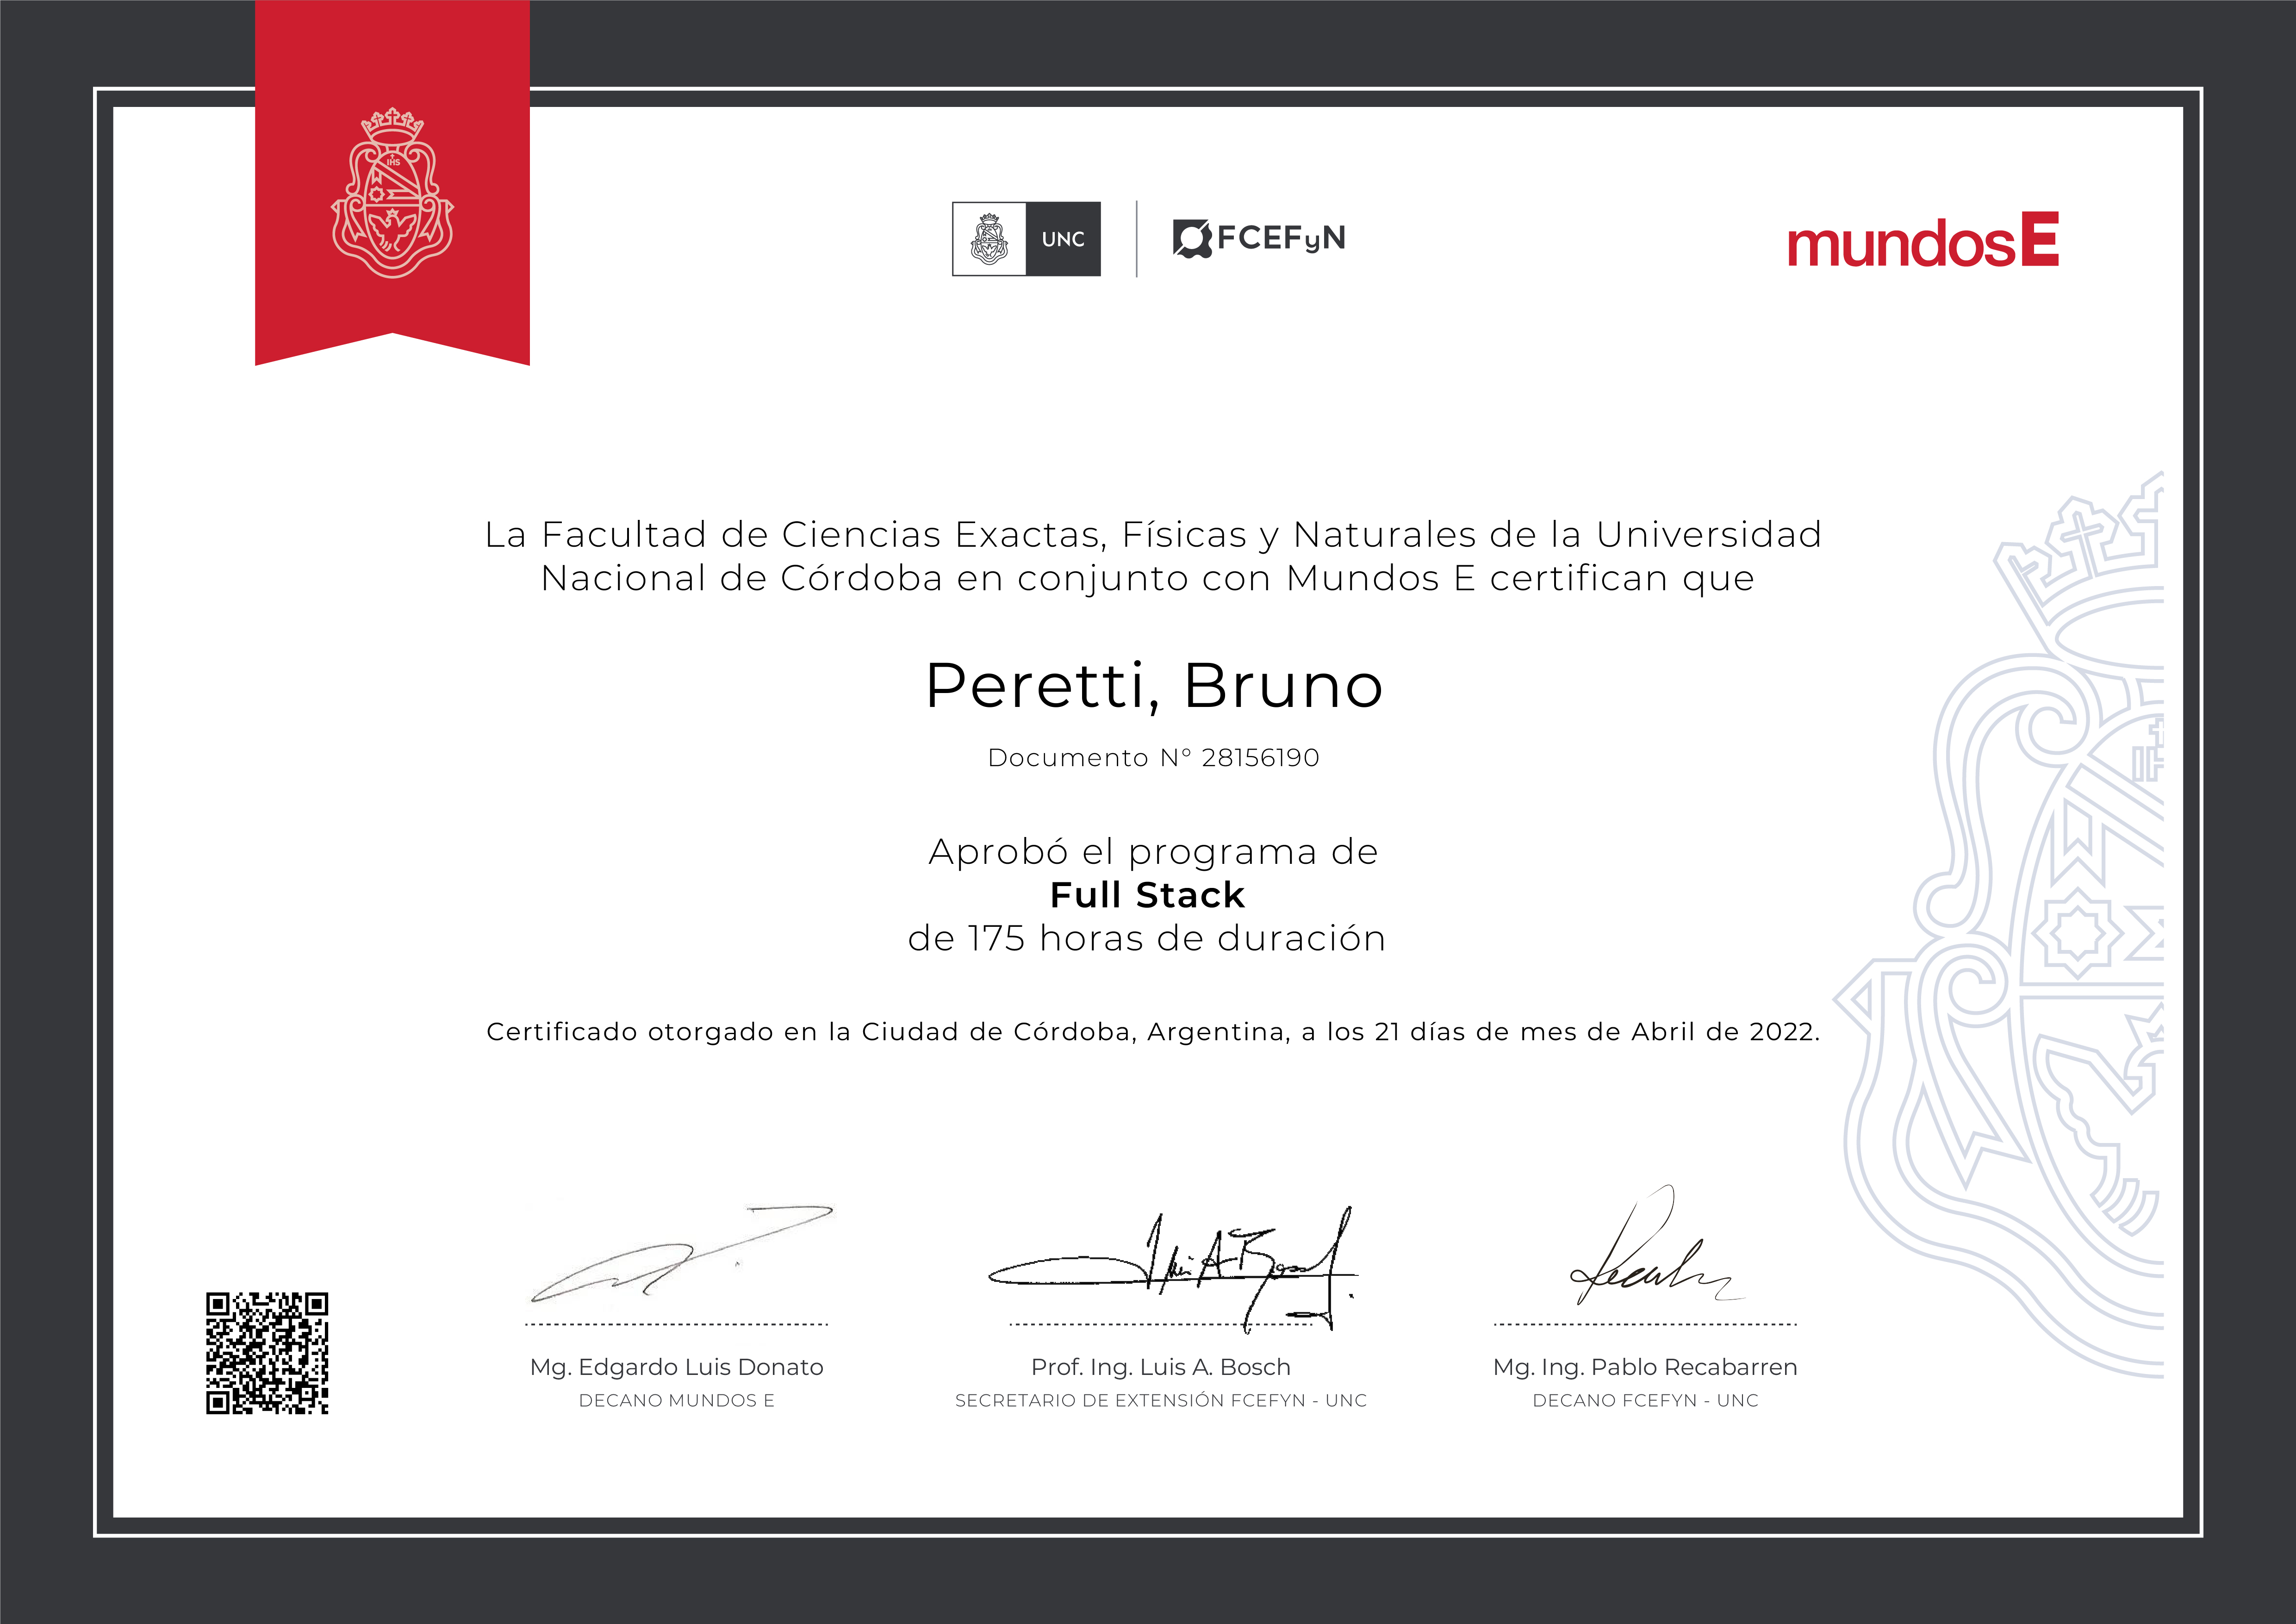 IHS
UNC
FCEFyN
mundosE
La Facultad de Ciencias Exactas, Físicas y Naturales de la Universidad
Nacional de Córdoba en conjunto con Mundos E certifican que
Peretti, Bruno
Documento N° 28156190
Aprobó el programa de
Full Stack
de 175 horas de duración
Certificado otorgado en la Ciudad de Córdoba, Argentina, a los 21 días de mes de Abril de 2022.
Mg. Edgardo Luis Donato
DECANO MUNDOS E
Prof. Ing. Luis A. Bosch
SECRETARIO DE EXTENSIÓN FCEFYN - UNC
Mg. Ing. Pablo Recabarren
DECANO FCEFYN - UNC